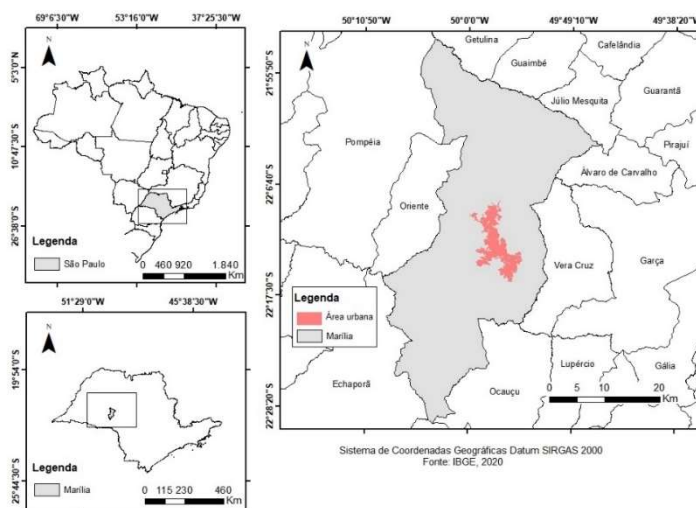 69°6'30"W 53°16'0"W 37°25'30"W
N
5°3'0"N
10°47'30"S
26°38'0"S
Legenda
São Paulo
0 460 920 1.840
Km
51°29'0"W 45°38'30"W
N
19°54'0"S
25°44'30"S
Legenda
Marília
0 115 230 460
Km
50°10'50"W 50°0'0"W 49°49'10"W 49°38'20"W
N
21°55'50"S
22°6'40"S
22°17'30"S
22°28'20"S
Getulina
Cafelândia
Guaimbé
Guarantã
Júlio Mesquita
Pompéia
Pirajuí
Álvaro de Carvalho
Oriente
Vera Cruz
Garça
Legenda
Área urbana
Marília
Echaporã
Ocauçu
Lupércio
Gália
0 5 10 20
Km
Sistema de Coordenadas Geográficas Datum SIRGAS 2000
Fonte: IBGE, 2020